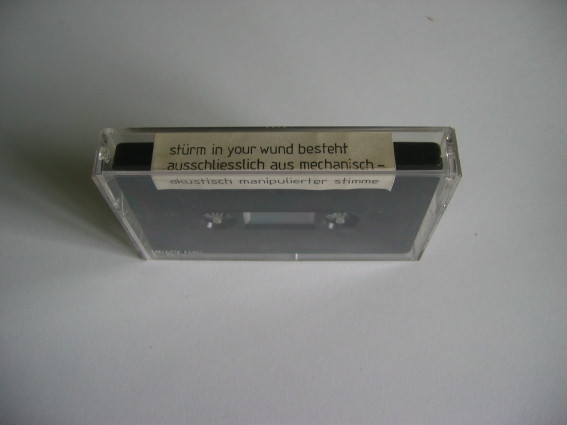 stürm in your wund besteht
ausschliesslich aus mechanisch-
akustisch manipulierter stimme